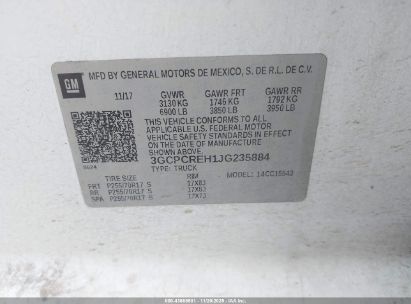 GM
MFD BY GENERAL MOTORS DE MEXICO, S. DE R.L. DE C.V.
11/17 GVWR GAWR FRT GAWR RR
3130 KG 1746 KG 1792 KG
6900 LB 3850 LB 3950 LB
THIS VEHICLE CONFORMS TO ALL
APPLICABLE U.S. FEDERAL MOTOR
VEHICLE SAFETY STANDARDS IN
EFFECT ON THE DATE OF MANUFACTURE
SHOWN ABOVE.
3GCPCREH1JG235884
TYPE: TRUCK
MODEL: 14CC15543
TIRE SIZE RIM
FRT P255/70R17 S 17X8J
RR P255/70R17 S 17X8J
SPA P255/70R17 S 17X7J